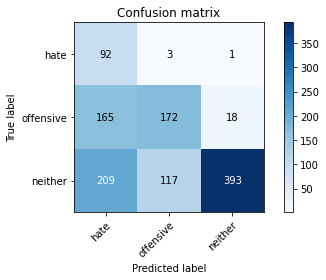 Confusion matrix
hate 92 3 1
offensive 165 172 18
neither 209 117 393
hate offensive neither
True label
Predicted label
350
300
250
200
150
100
50